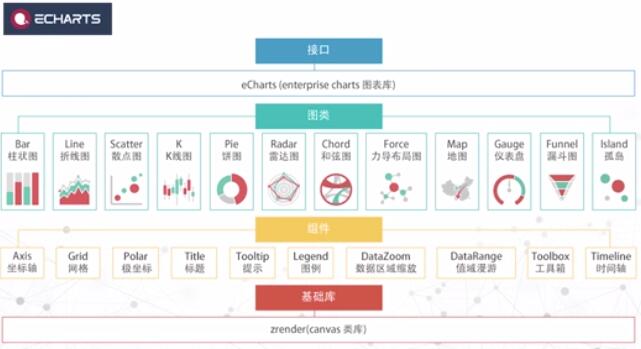 ECHARTS
接口
eCharts (enterprise charts 图表库)
图类
Bar Line Scatter K Pie Radar Chord Force Map Gauge Funnel Island
柱状图 折线图 散点图 K线图 饼图 雷达图 和弦图 力导布局图 地图 仪表盘 漏斗图 孤岛
组件
Axis Grid Polar Title Tooltip Legend DataZoom DataRange Toolbox Timeline
坐标轴 网格 极坐标 标题 提示 图例 数据区域缩放 值域漫游 工具箱 时间轴
基础库
zrender(canvas 类库)